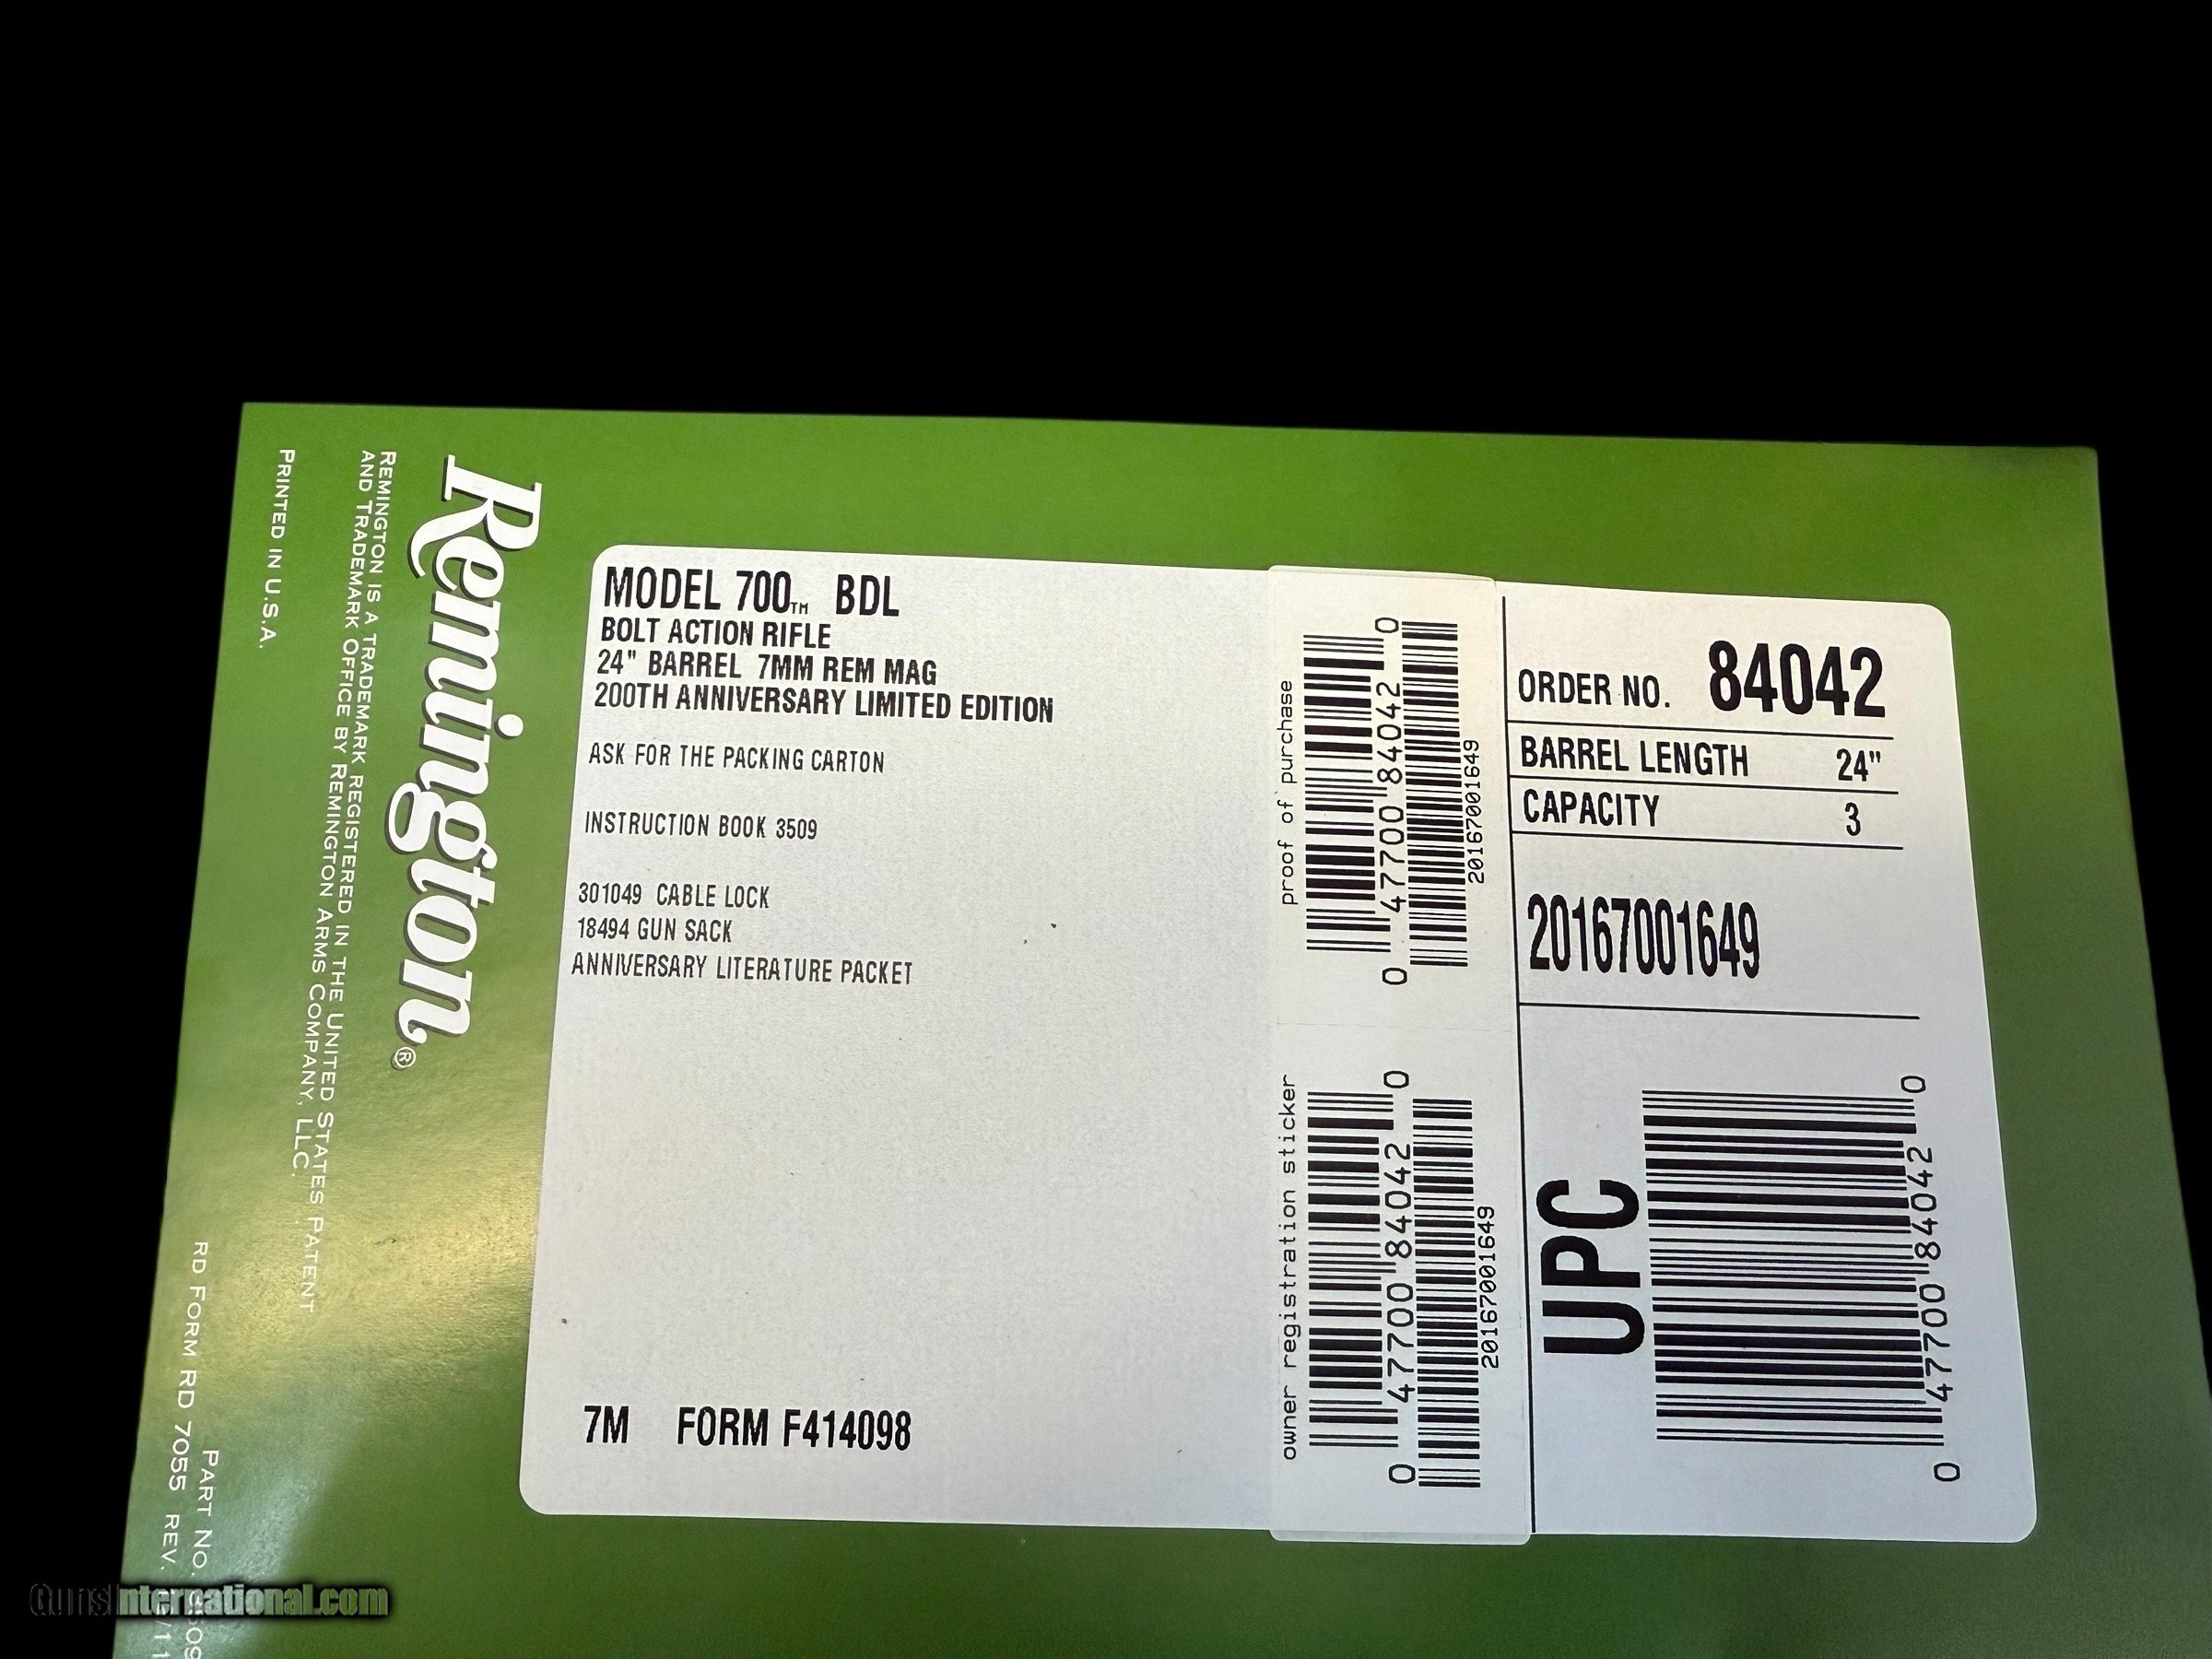 Remington®
REMINGTON IS A TRADEMARK REGISTERED IN THE UNITED STATES PATENT
AND TRADEMARK OFFICE BY REMINGTON ARMS COMPANY, LLC.
PRINTED IN U.S.A.
PART NO.
RD FORM RD 7055 REV.
MODEL 700™ BDL
BOLT ACTION RIFLE
24" BARREL 7MM REM MAG
200TH ANNIVERSARY LIMITED EDITION
ASK FOR THE PACKING CARTON
INSTRUCTION BOOK 3509
301049 CABLE LOCK
18494 GUN SACK
ANNIVERSARY LITERATURE PACKET
7M FORM F414098
proof of purchase
0 47700 84042 0
20167001649
owner registration sticker
0 47700 84042 0
20167001649
ORDER NO. 84042
BARREL LENGTH 24"
CAPACITY 3
20167001649
UPC
0 47700 84042 0
GunsInternational.com